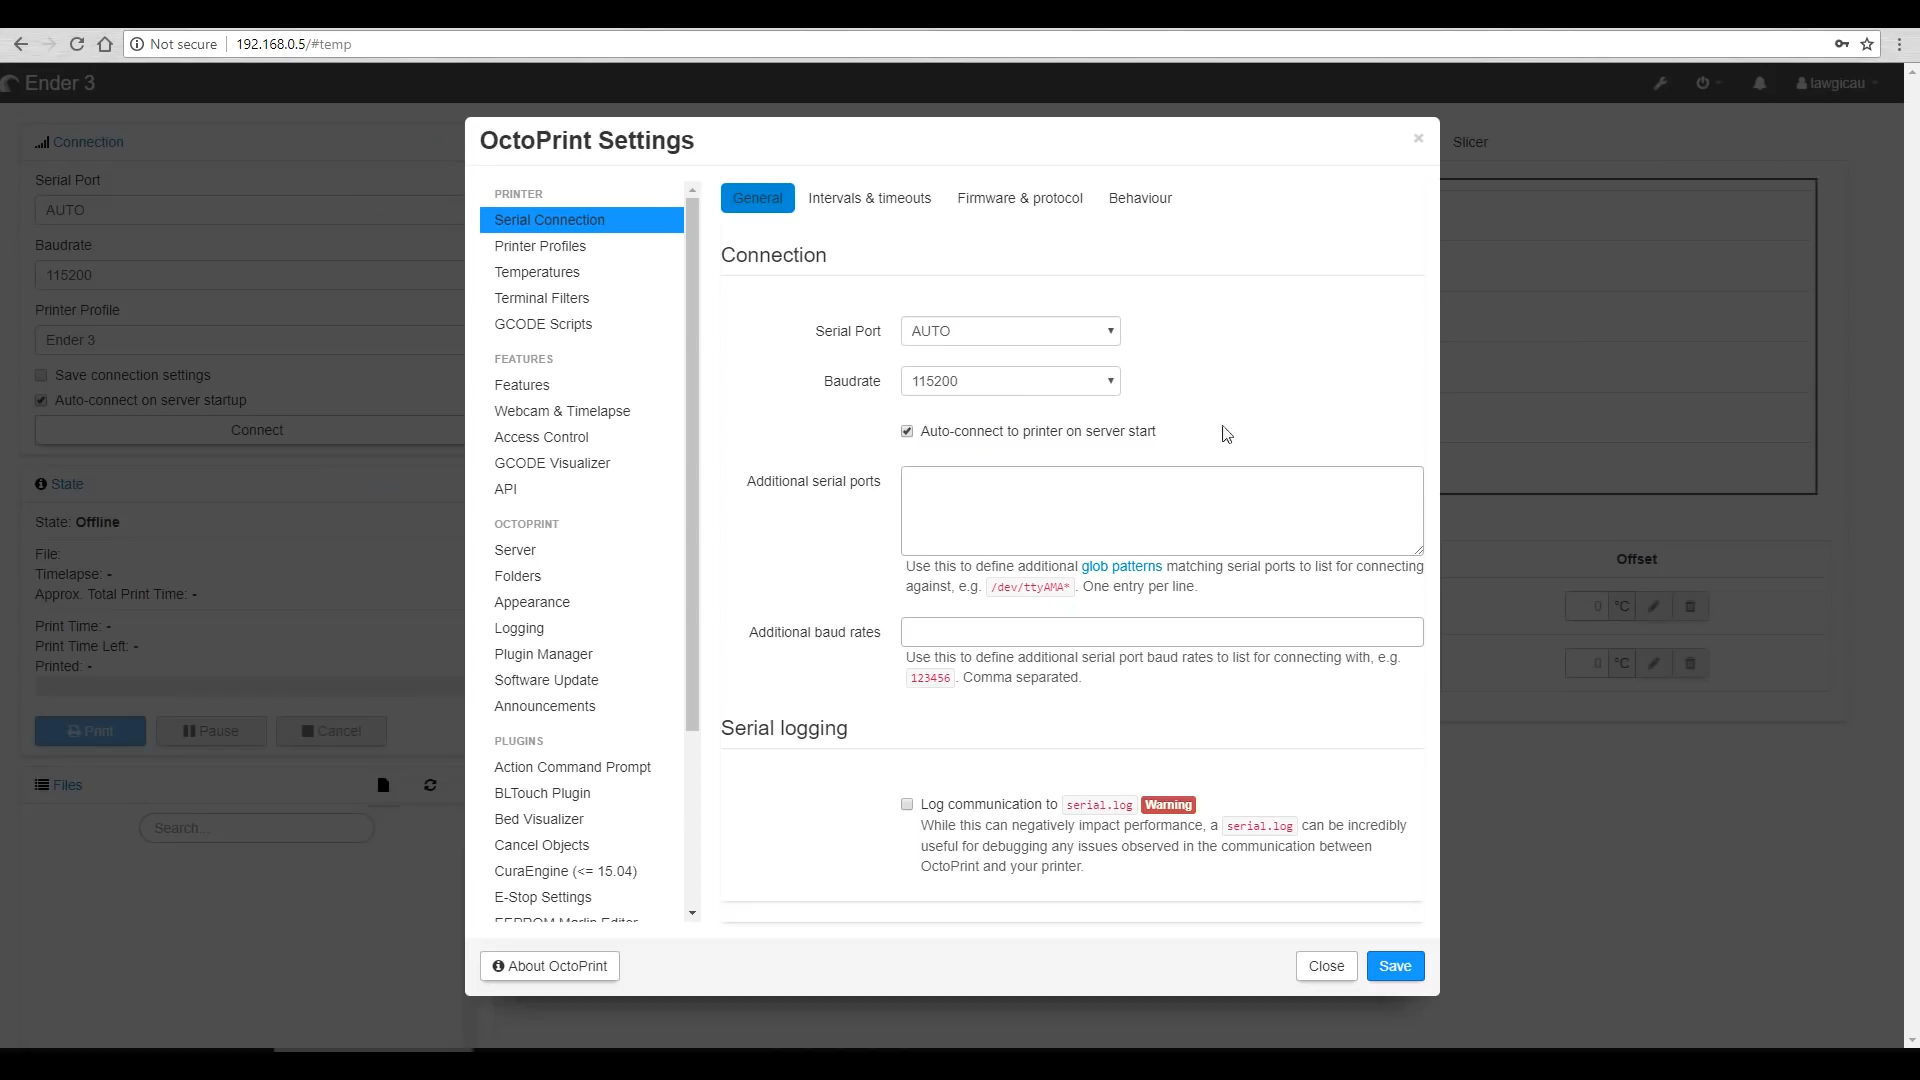 Not secure
192.168.0.5/#temp
Ender 3
lawgicau
Connection
Serial Port
AUTO
Baudrate
115200
Printer Profile
Ender 3
Save connection settings
Auto-connect on server startup
Connect
State
State: Offline
File:
Timelapse: -
Approx. Total Print Time: -
Print Time: -
Print Time Left: -
Printed: -
Print
Pause
Cancel
Files
Search...
OctoPrint Settings
×
PRINTER
Serial Connection
Printer Profiles
Temperatures
Terminal Filters
GCODE Scripts
FEATURES
Features
Webcam & Timelapse
Access Control
GCODE Visualizer
API
OCTOPRINT
Server
Folders
Appearance
Logging
Plugin Manager
Software Update
Announcements
PLUGINS
Action Command Prompt
BLTouch Plugin
Bed Visualizer
Cancel Objects
CuraEngine (<= 15.04)
E-Stop Settings
EEPROM Marlin Editor
General
Intervals & timeouts
Firmware & protocol
Behaviour
Connection
Serial Port
AUTO
Baudrate
115200
Auto-connect to printer on server start
Additional serial ports
Use this to define additional glob patterns matching serial ports to list for connecting
against, e.g. /dev/ttyAMA* . One entry per line.
Additional baud rates
Use this to define additional serial port baud rates to list for connecting with, e.g.
123456 . Comma separated.
Serial logging
Log communication to serial.log Warning
While this can negatively impact performance, a serial.log can be incredibly
useful for debugging any issues observed in the communication between
OctoPrint and your printer.
About OctoPrint
Close
Save
Slicer
Offset
0 °C
0 °C